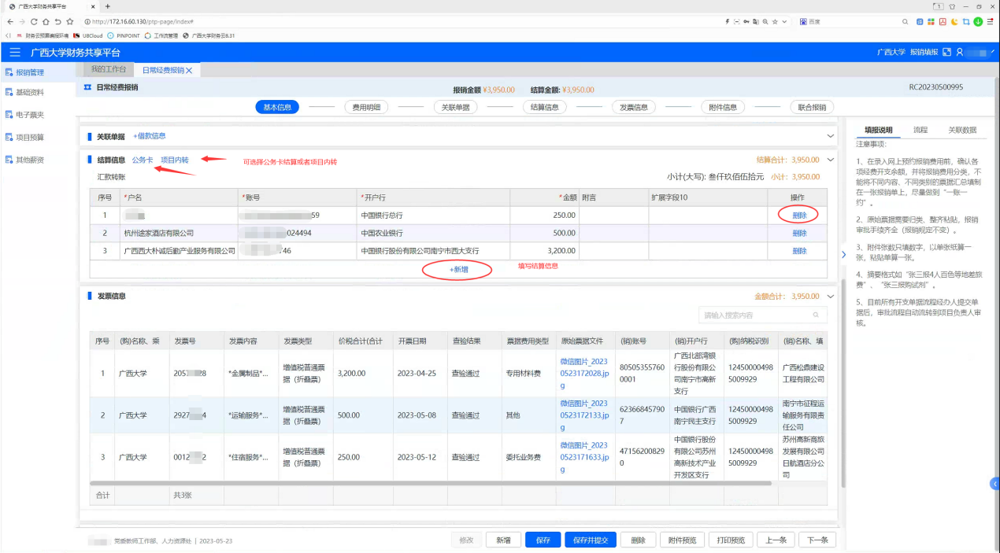 广西大学财务共享平台
http://172.16.60.130/ptp-page/index#
百度
财务云预算编报环境 U8Cloud PINPOINT 工作流管理 广西大学财务云8.31
广西大学财务共享平台
广西大学 报销填报
报销管理
基础资料
电子票夹
项目预算
其他薪资
我的工作台 日常经费报销
日常经费报销
报销金额 ¥3,950.00 结算金额: ¥3,950.00
RC20230500995
基本信息 费用明细 关联单据 结算信息 发票信息 附件信息 联合报销
关联单据 +借款信息
结算信息 公务卡 项目内转
可选择公务卡结算或者项目内转
结算合计: 3,950.00
汇款转账
小计(大写): 叁仟玖佰伍拾元 小计: 3,950.00
序号 *户名 *账号 *开户行 *金额 附言 扩展字段10 操作
1 59 中国银行总行 250.00 删除
2 杭州途家酒店有限公司 024494 中国农业银行 500.00 删除
3 广西西大朴诚后勤产业服务有限公司 46 中国银行股份有限公司南宁市西大支行 3,200.00 删除
+新增
填写结算信息
发票信息
金额合计: 3,950.00
请输入搜索内容
序号 (购)名称、乘 发票号 发票内容 发票类型 价税合计(合计 开票日期 查验结果 票据费用类型 原始票据文件 (销)账号 (销)开户行 (购)纳税识别 (销)名称、填
1 广西大学 205 8 *金属制品*... 增值税普通票据（折叠票） 3,200.00 2023-04-25 查验通过 专用材料费 微信图片_20230523172028.jpg 805053557600001 广西北部湾银行股份有限公司南宁市高新支行 124500004985009929 广西松鼎建设工程有限公司
2 广西大学 2927 4 *运输服务*... 增值税普通票据（折叠票） 500.00 2023-05-08 查验通过 其他 微信图片_20230523172133.jpg 623668457907 中国银行广西南宁民主支行 124500004985009929 南宁市征程运输服务有限责任公司
3 广西大学 0012 2 *住宿服务*... 增值税普通票据（折叠票） 250.00 2023-05-12 查验通过 委托业务费 微信图片_20230523171633.jpg 471562008290 中国银行股份有限公司苏州高新技术产业开发区支行 124500004985009929 苏州高新商旅发展有限公司日航酒店分公司
合计 共3张
党委教师工作部、人力资源处 | 2023-05-23
修改 新增 保存 保存并提交 删除 附件预览 打印预览 上一条 下一条
填报说明 流程 关联数据
注意事项:
1、在录入网上预约报销费用前，确认各
项经费开支余额，并将报销费用分类，不
能将不同内容、不同类别的票据汇总填制
在一张报销单上，尽量做到“一账一
约”。
2、原始票据需要归类、整齐粘贴，报销
审批手续齐全（报销规定不变）。
3、附件张数只填数字，以单张纸算一
张，粘贴单算一张。
4、摘要格式如“张三报4人百色等地差旅
费”、“张三报购试剂”。
5、目前所有开支单据流程经办人提交单
据后，审批流程自动流转到项目负责人审
核。